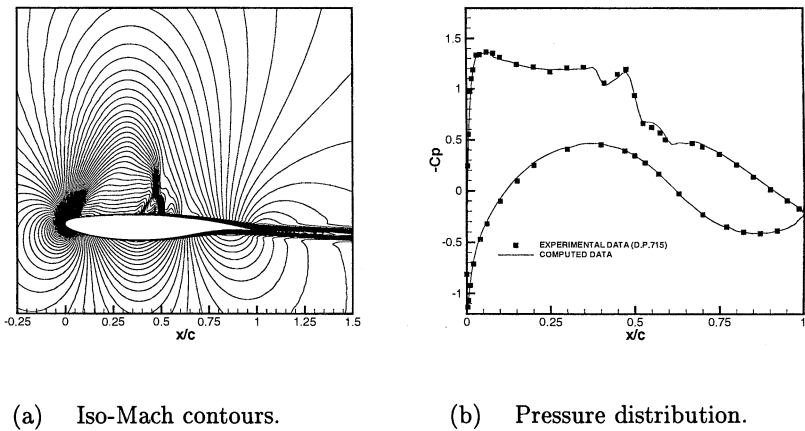 -0.25 0 0.25 0.5 0.75 1 1.25 1.5
x/c
1.5
1
0.5
0
-0.5
-1
-Cp
EXPERIMENTAL DATA (D.P.715)
COMPUTED DATA
0 0.25 0.5 0.75 1
x/c
(a) Iso-Mach contours.
(b) Pressure distribution.